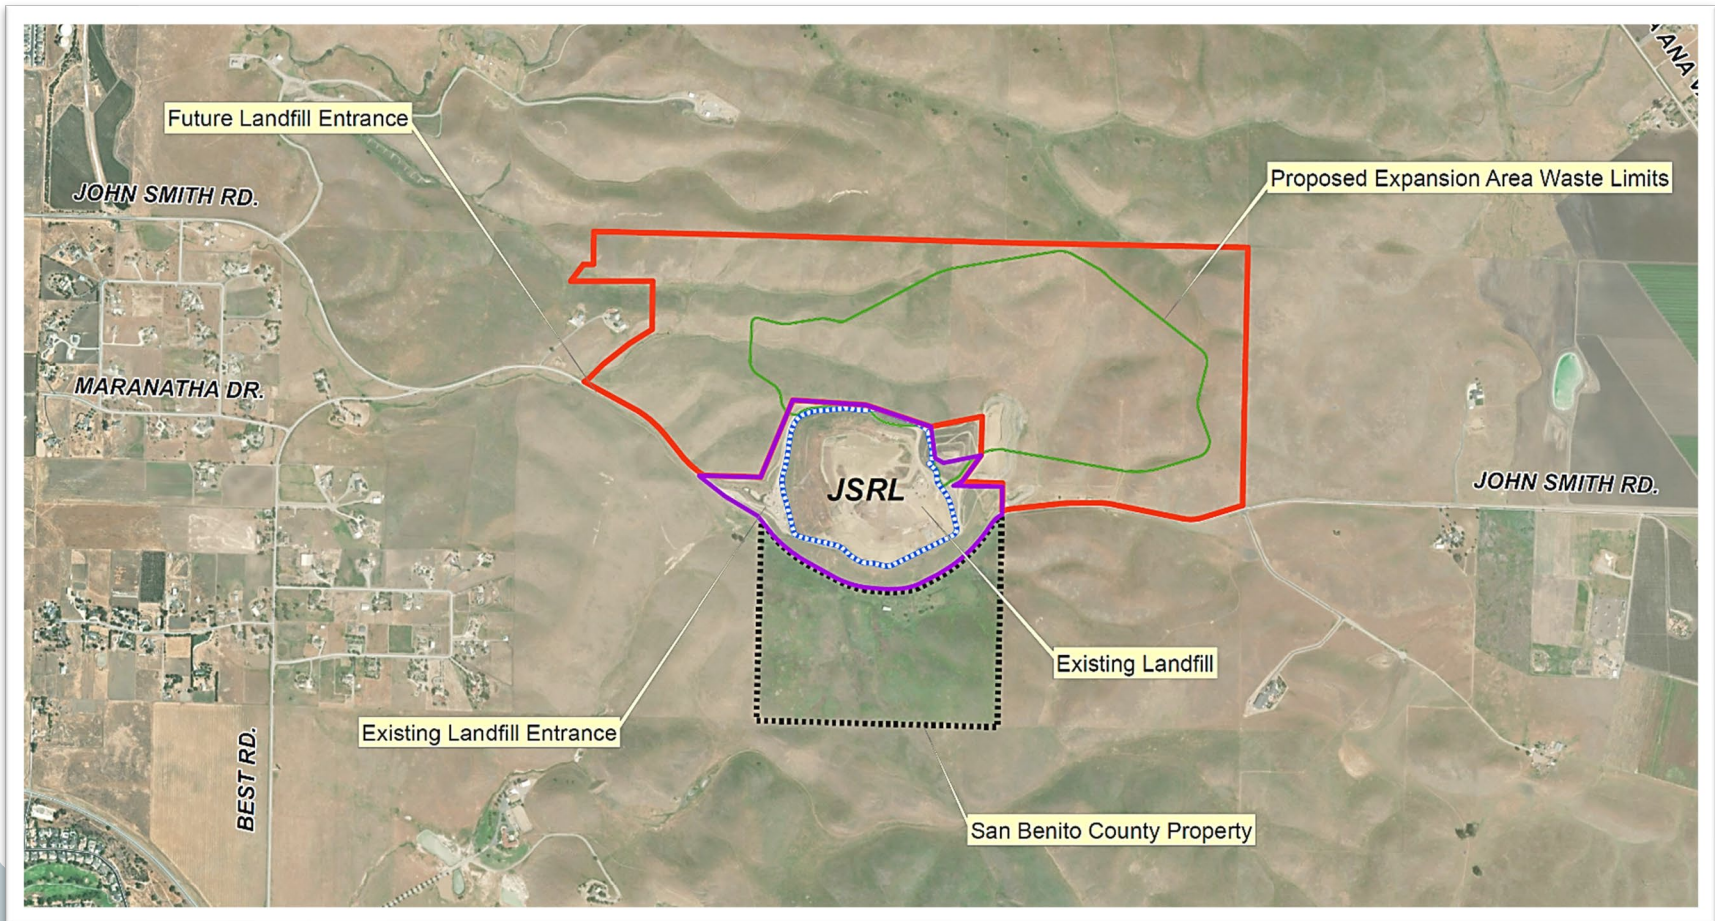 Future Landfill Entrance
JOHN SMITH RD.
Proposed Expansion Area Waste Limits
MARANATHA DR.
JSRL
JOHN SMITH RD.
Existing Landfill
Existing Landfill Entrance
BEST RD.
San Benito County Property